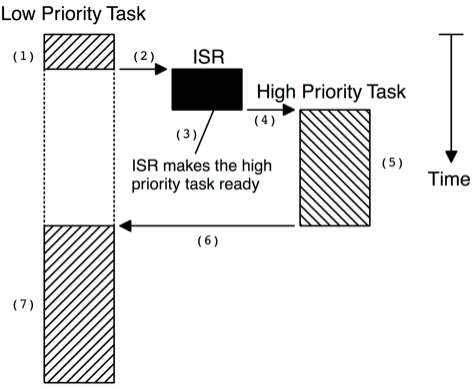 Low Priority Task
(1)
(2)
ISR
High Priority Task
(3)
(4)
ISR makes the high
priority task ready
(5)
Time
(6)
(7)